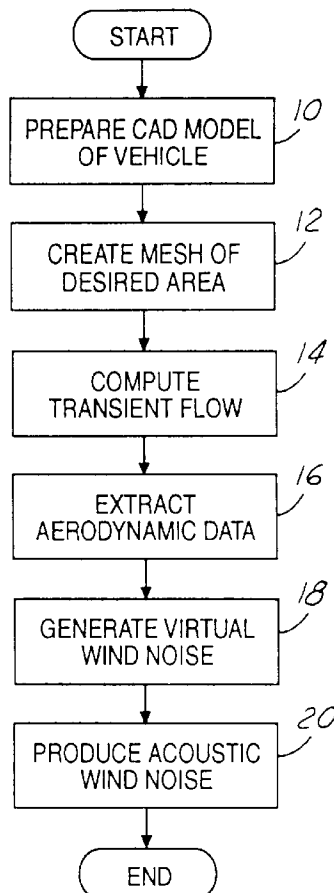 START
10
PREPARE CAD MODEL
OF VEHICLE
12
CREATE MESH OF
DESIRED AREA
14
COMPUTE
TRANSIENT FLOW
16
EXTRACT
AERODYNAMIC DATA
18
GENERATE VIRTUAL
WIND NOISE
20
PRODUCE ACOUSTIC
WIND NOISE
END